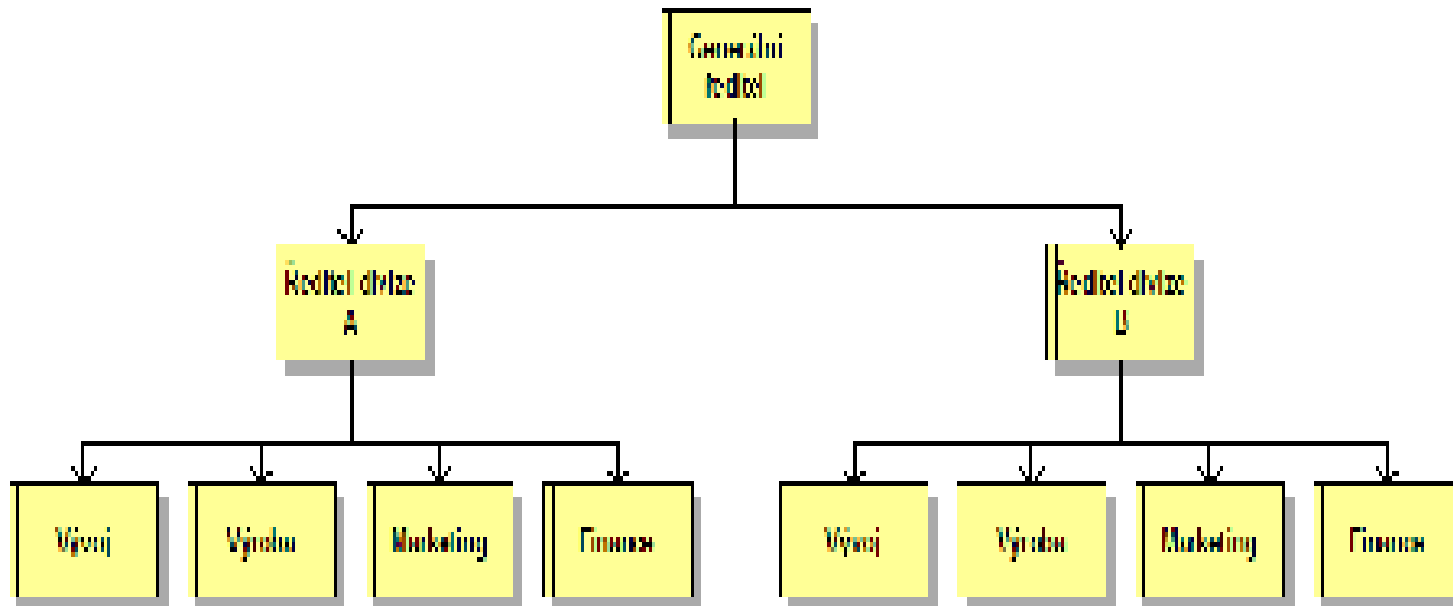 Generální
ředitel
Ředitel divize
A
Ředitel divize
B
Vývoj
Výroba
Marketing
Finance
Vývoj
Výroba
Marketing
Finance